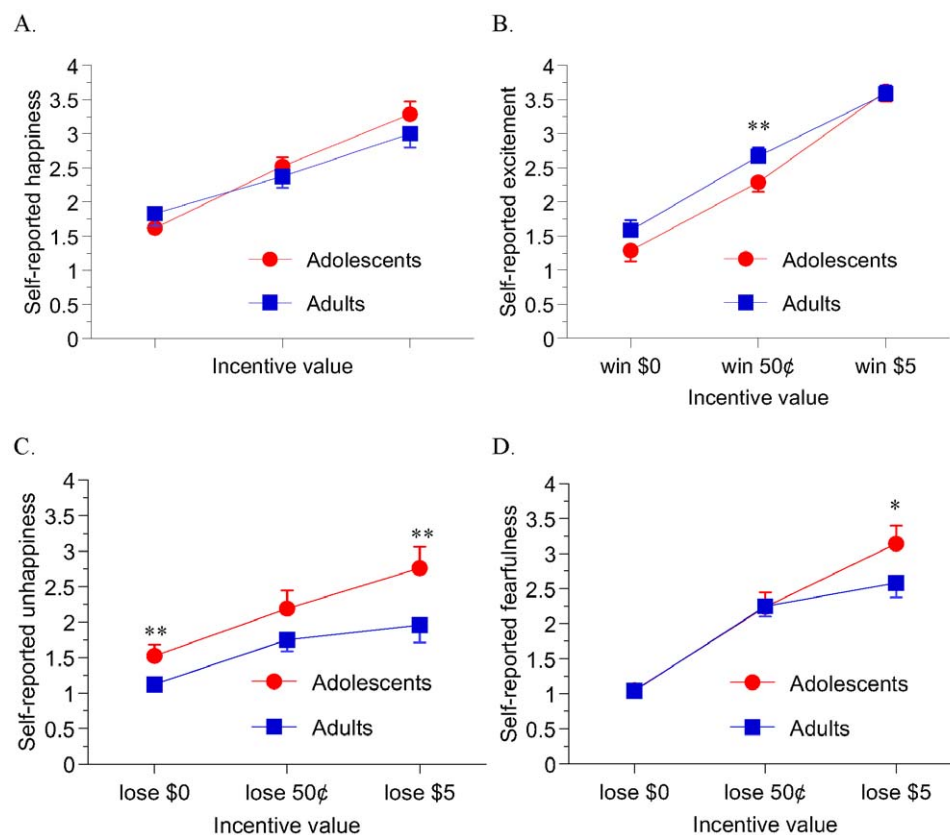 A.
Self-reported happiness
4
3.5
3
2.5
2
1.5
1
0.5
0
Adolescents
Adults
Incentive value
B.
Self-reported excitement
4
3.5
3
2.5
2
1.5
1
0.5
0
**
Adolescents
Adults
win $0 win 50¢ win $5
Incentive value
C.
Self-reported unhappiness
4
3.5
3
2.5
2
1.5
1
0.5
0
**
**
Adolescents
Adults
lose $0 lose 50¢ lose $5
Incentive value
D.
Self-reported fearfulness
4
3.5
3
2.5
2
1.5
1
0.5
0
*
Adolescents
Adults
lose $0 lose 50¢ lose $5
Incentive value